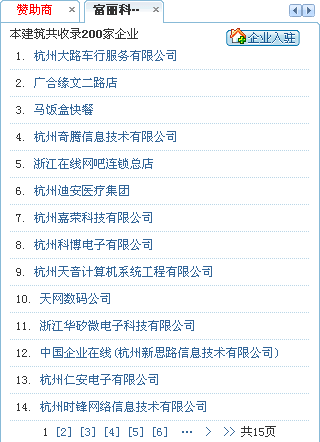 赞助商 × 富丽科-- ×
本建筑共收录200家企业 企业入驻
1. 杭州大路车行服务有限公司
2. 广合缘文二路店
3. 马饭盒快餐
4. 杭州奇腾信息技术有限公司
5. 浙江在线网吧连锁总店
6. 杭州迪安医疗集团
7. 杭州嘉荣科技有限公司
8. 杭州科博电子有限公司
9. 杭州天音计算机系统工程有限公司
10. 天网数码公司
11. 浙江华矽微电子科技有限公司
12. 中国企业在线(杭州新思路信息技术有限公司)
13. 杭州仁安电子有限公司
14. 杭州时锋网络信息技术有限公司
1 [2] [3] [4] [5] [6] … > >> 共15页